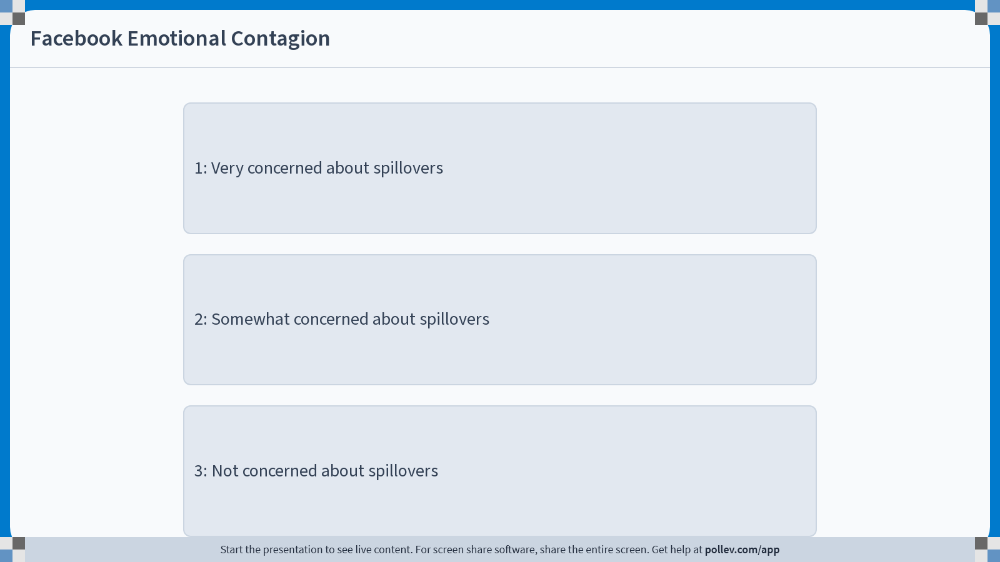 Facebook Emotional Contagion
1: Very concerned about spillovers
2: Somewhat concerned about spillovers
3: Not concerned about spillovers
Start the presentation to see live content. For screen share software, share the entire screen. Get help at pollev.com/app